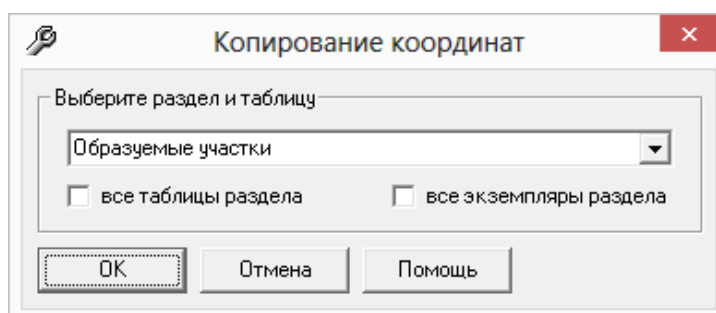 Копирование координат
Выберите раздел и таблицу
Образуемые участки
все таблицы раздела все экземпляры раздела
OK Отмена Помощь